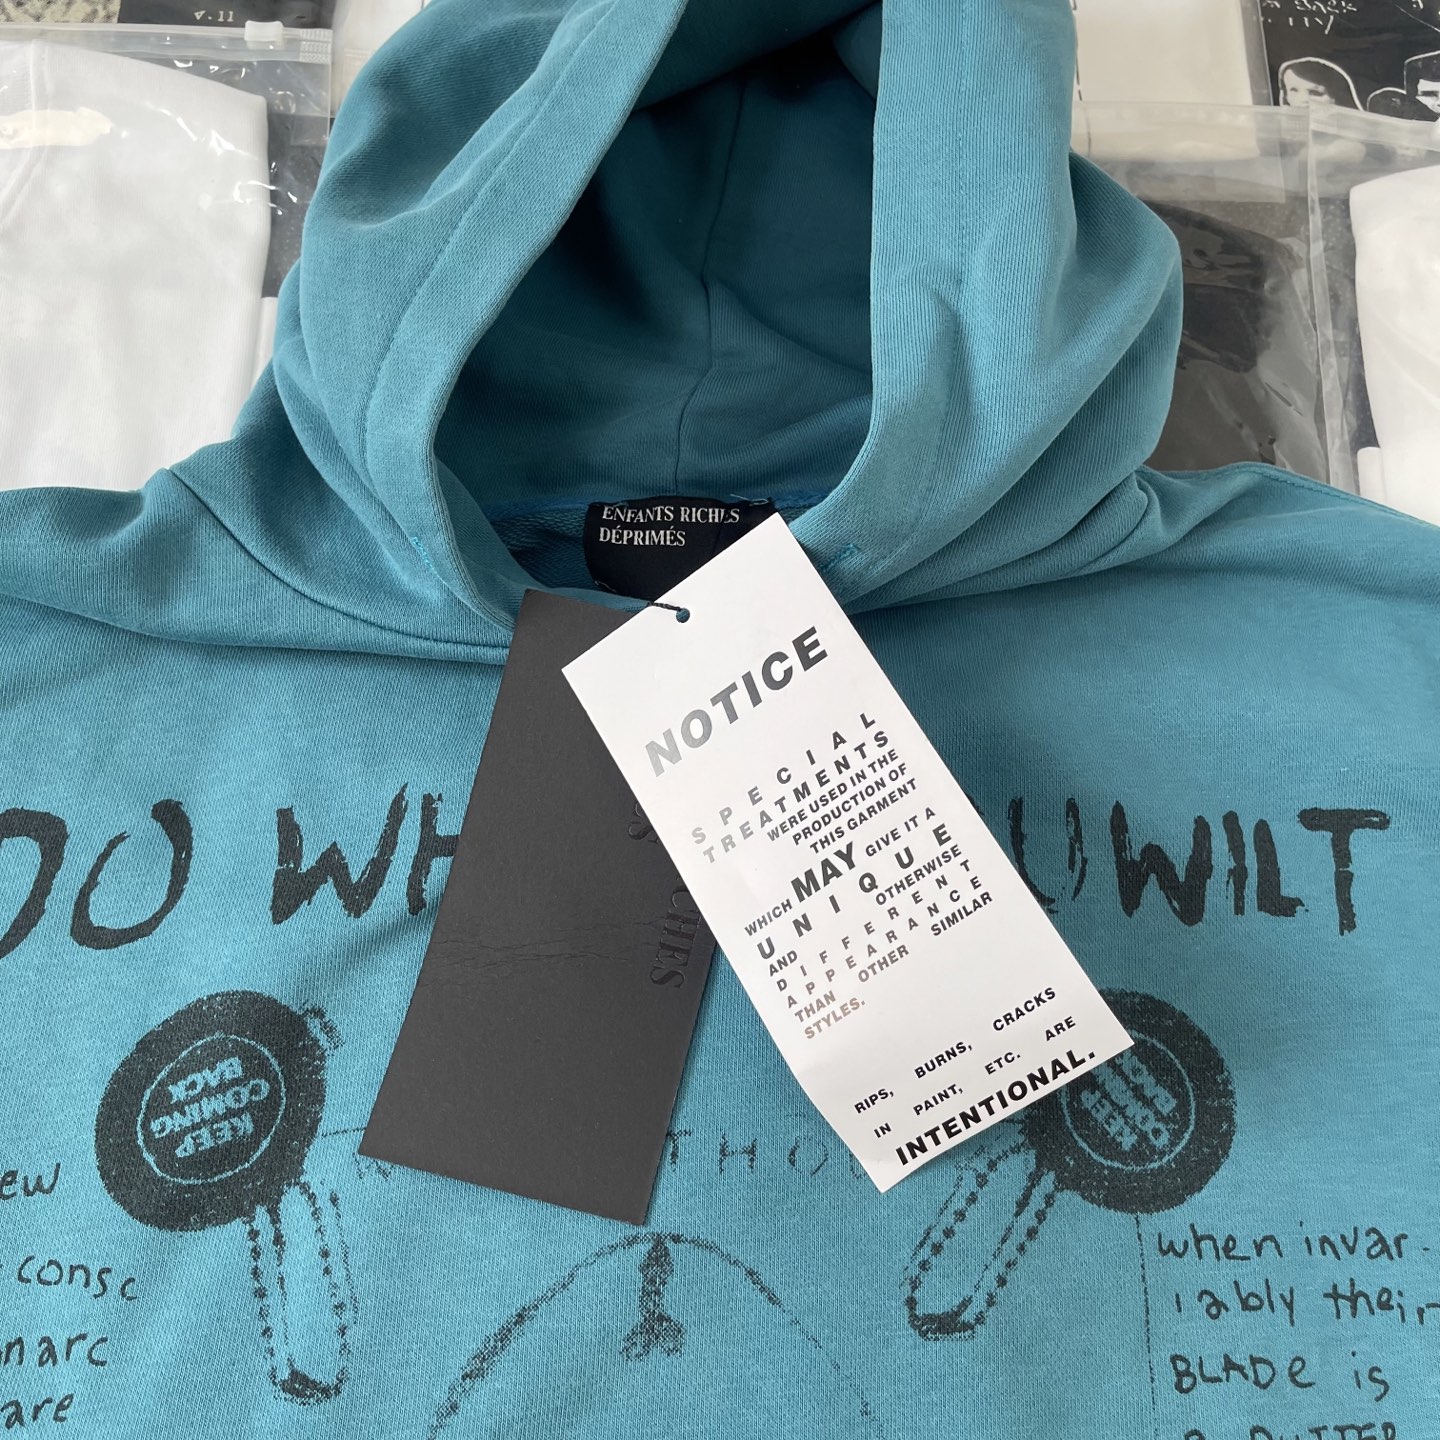 v.11
ENFANTS RICHES
DÉPRIMÉS
NOTICE
SPECIAL
TREATMENTS
WERE USED IN THE
PRODUCTION OF
THIS GARMENT
WHICH MAY GIVE IT A
UNIQUE
AND OTHERWISE
DIFFERENT
APPEARANCE
THAN OTHER SIMILAR
STYLES.
RIPS, BURNS, CRACKS
IN PAINT, ETC. ARE
INTENTIONAL.
DO WH
U WILT
KEEP
COMING
BACK
THOU
ew
consc
narc
are
when invar-
iably their
BLADE is